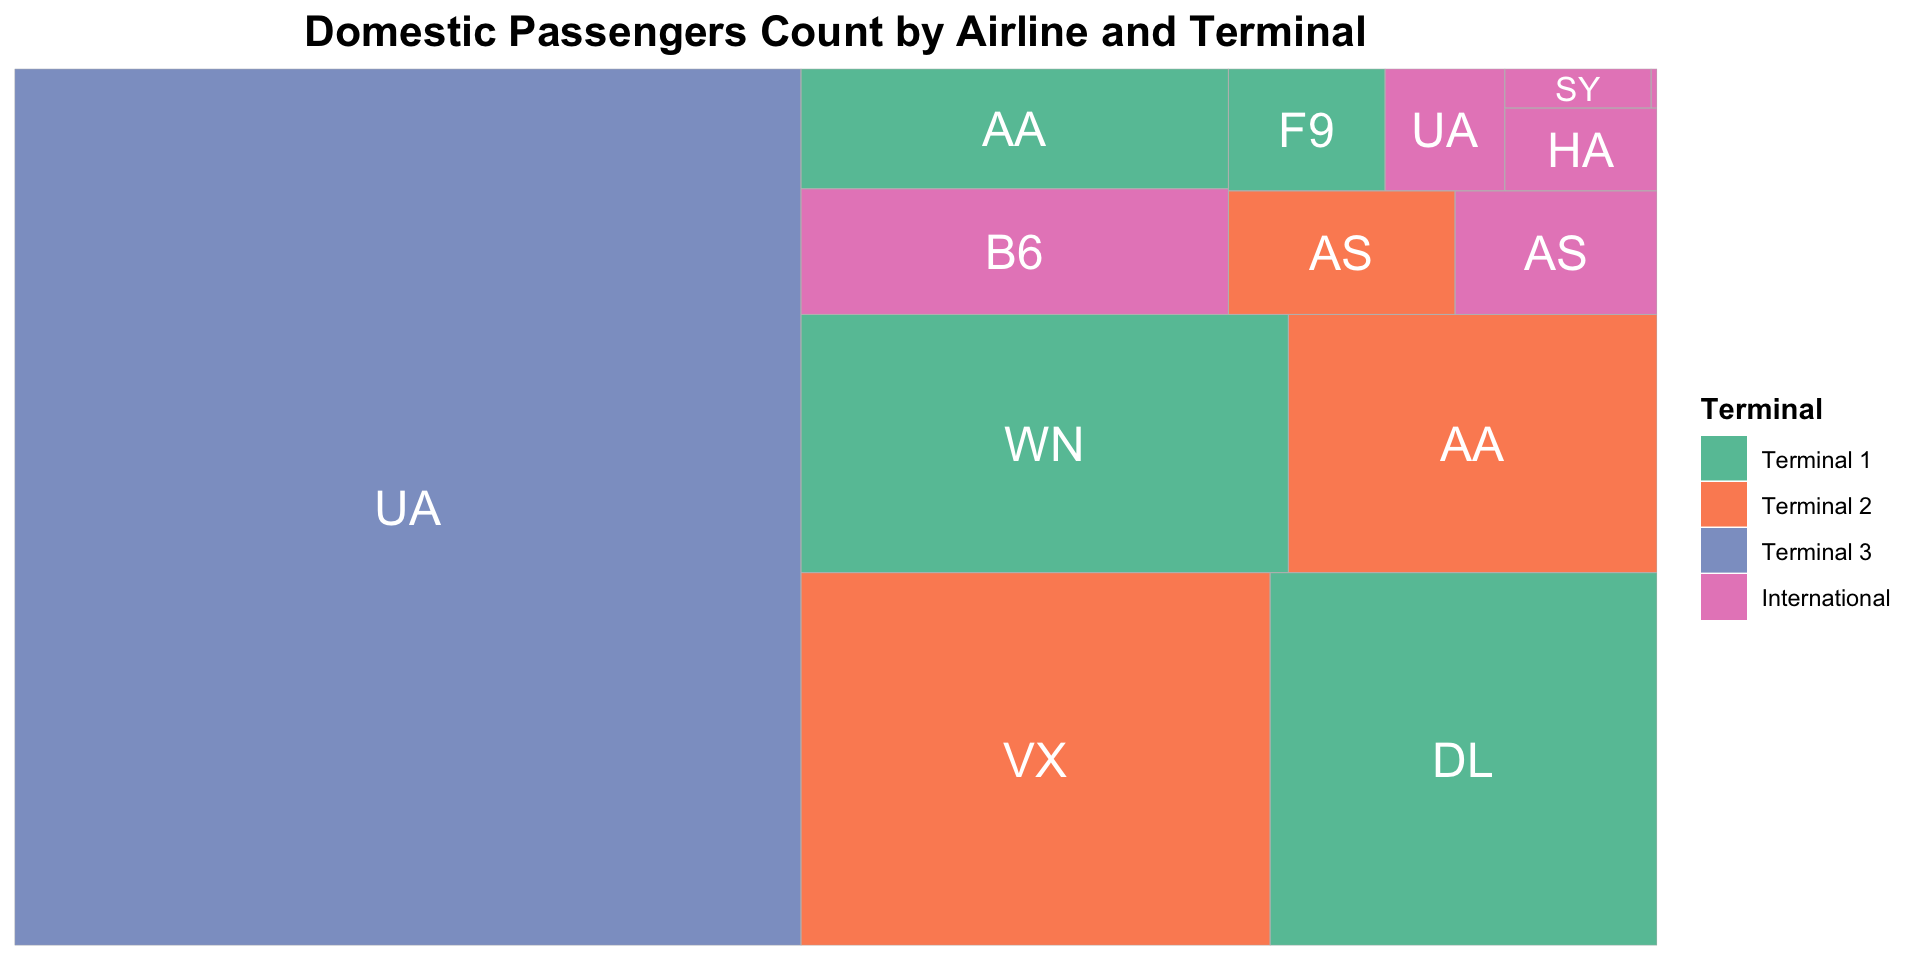 Domestic Passengers Count by Airline and Terminal
SY
AA
F9
UA
HA
B6
AS
AS
WN
AA
UA
VX
DL
Terminal
Terminal 1
Terminal 2
Terminal 3
International